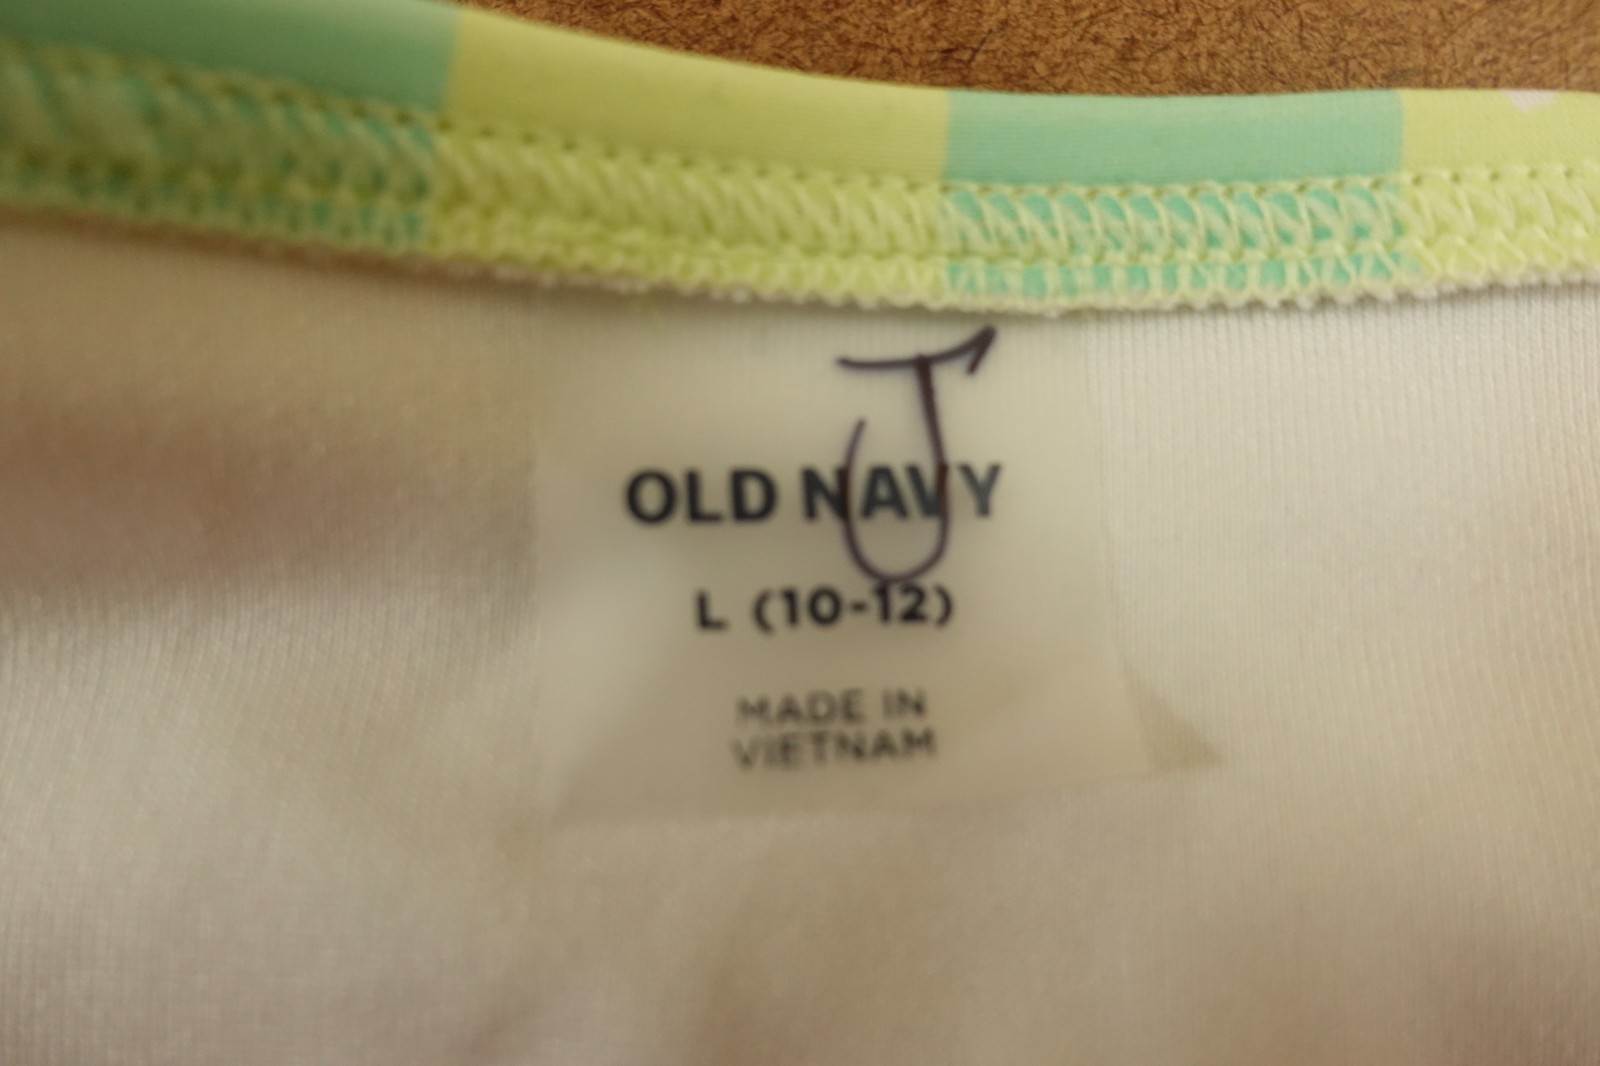 J
OLD NAVY
L (10-12)
MADE IN
VIETNAM